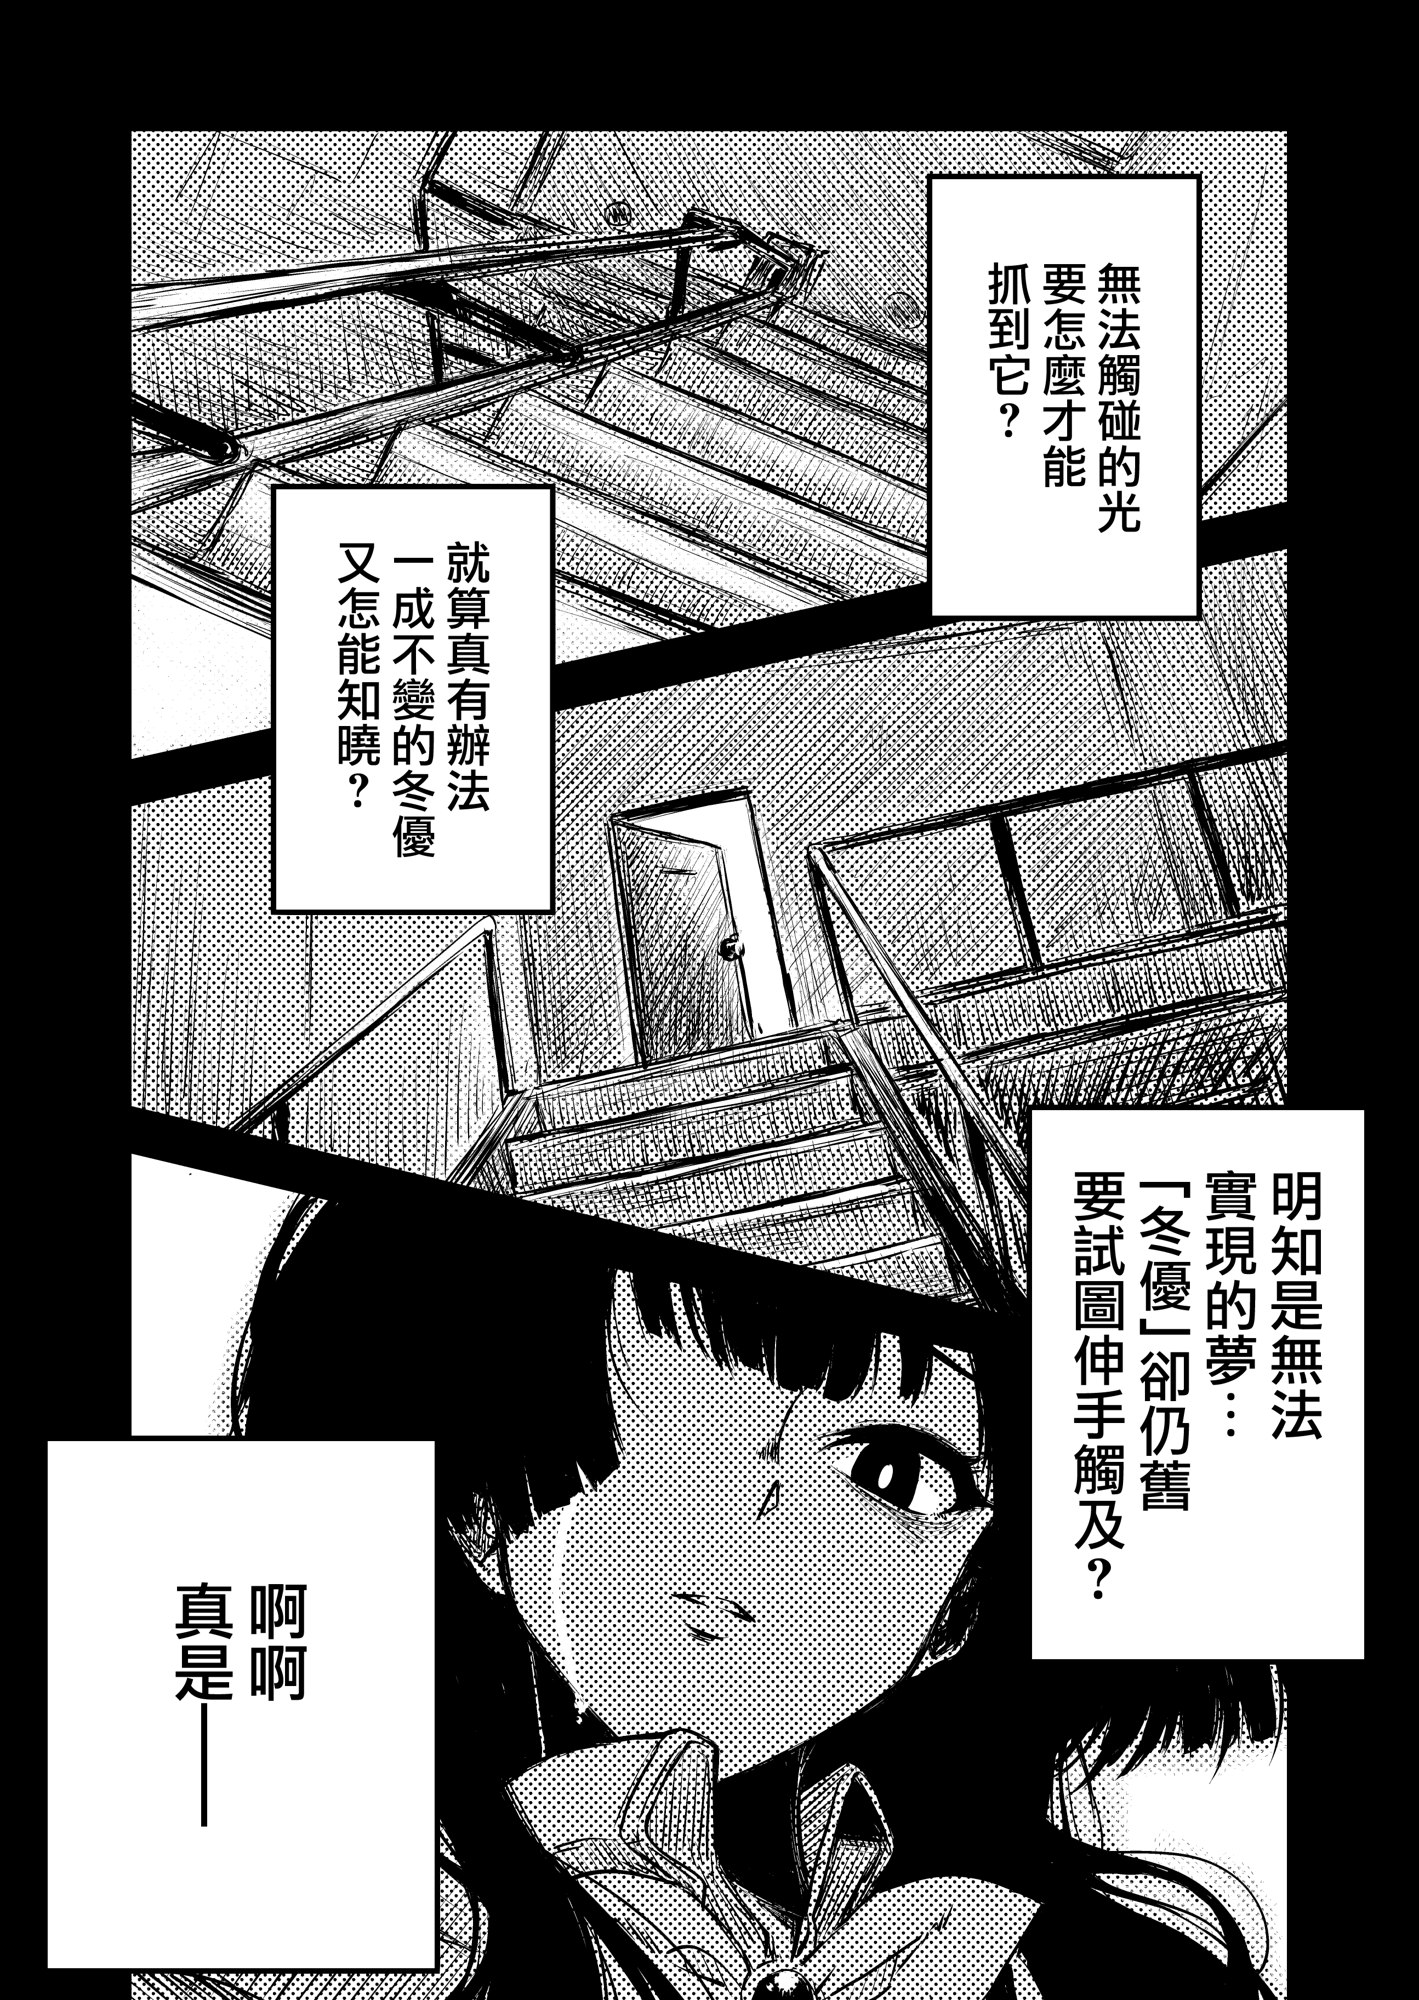 無法觸碰的光
要怎麼才能
抓到它？
就算真有辦法
一成不變的冬優
又怎能知曉？
明知是無法
實現的夢…
「冬優」卻仍舊
要試圖伸手觸及？
啊啊
真是——